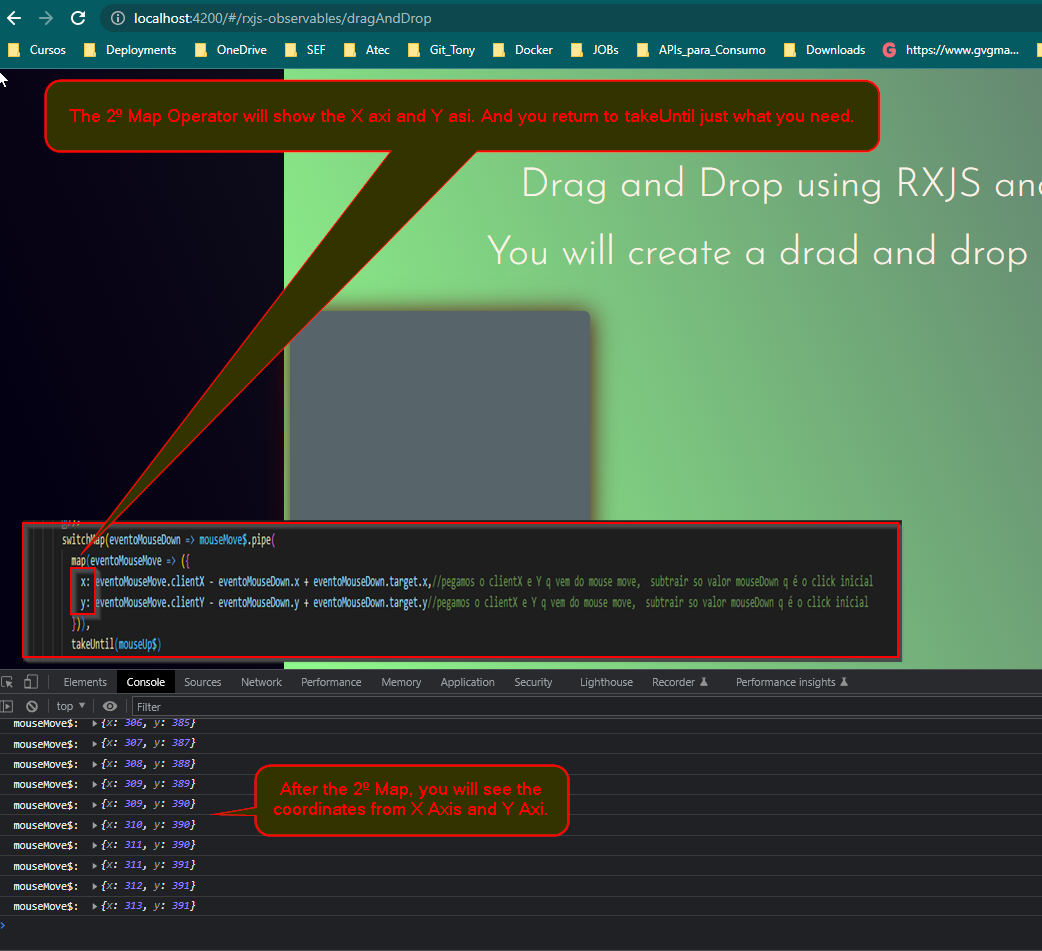 localhost:4200/#/rxjs-observables/dragAndDrop
Cursos Deployments OneDrive SEF Atec Git_Tony Docker JOBs APIs_para_Consumo Downloads G https://www.gvgma...
The 2º Map Operator will show the X axi and Y asi. And you return to takeUntil just what you need.
Drag and Drop using RXJS and
You will create a drad and drop
switchMap(eventoMouseDown => mouseMove$.pipe(
map(eventoMouseMove => ({
x: eventoMouseMove.clientX - eventoMouseDown.x + eventoMouseDown.target.x,//pegamos o clientX e Y q vem do mouse move, subtrair so valor mouseDown q é o click inicial
y: eventoMouseMove.clientY - eventoMouseDown.y + eventoMouseDown.target.y//pegamos o clientX e Y q vem do mouse move, subtrair so valor mouseDown q é o click inicial
})),
takeUntil(mouseUp$)
Elements Console Sources Network Performance Memory Application Security Lighthouse Recorder Performance insights
top Filter
mouseMove$: {x: 306, y: 385}
mouseMove$: {x: 307, y: 387}
mouseMove$: {x: 308, y: 388}
mouseMove$: {x: 309, y: 389}
mouseMove$: {x: 309, y: 390}
mouseMove$: {x: 310, y: 390}
mouseMove$: {x: 311, y: 390}
mouseMove$: {x: 311, y: 391}
mouseMove$: {x: 312, y: 391}
mouseMove$: {x: 313, y: 391}
After the 2º Map, you will see the
coordinates from X Axis and Y Axi.